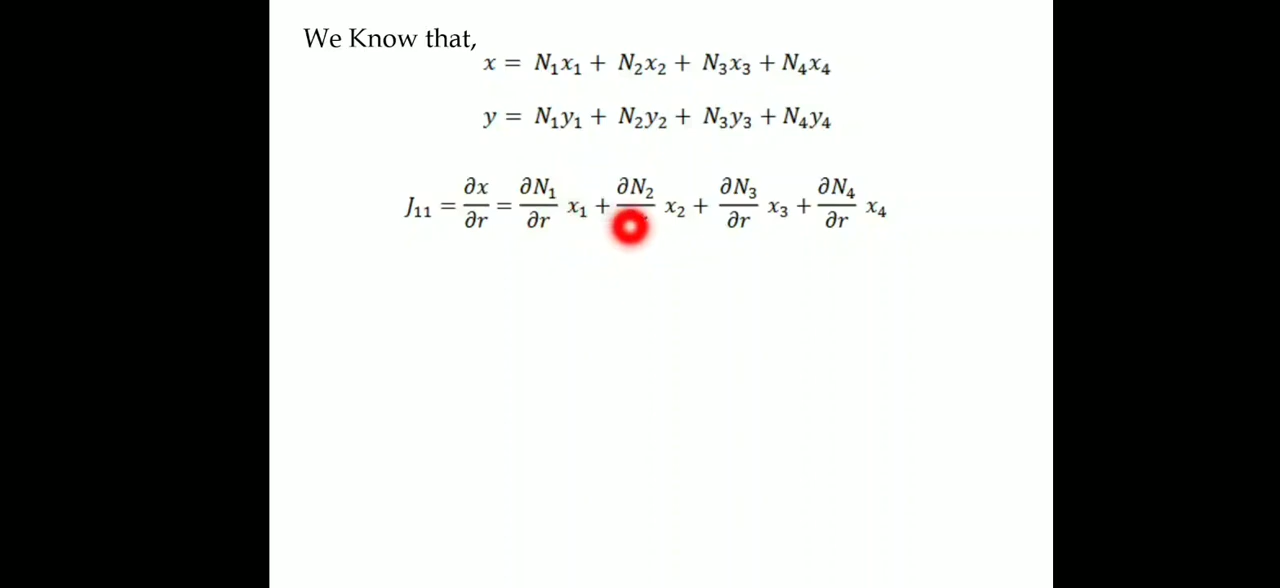 We Know that,
x = N₁x₁ + N₂x₂ + N₃x₃ + N₄x₄
y = N₁y₁ + N₂y₂ + N₃y₃ + N₄y₄
J₁₁ = ∂x/∂r = ∂N₁/∂r x₁ + ∂N₂/ x₂ + ∂N₃/∂r x₃ + ∂N₄/∂r x₄